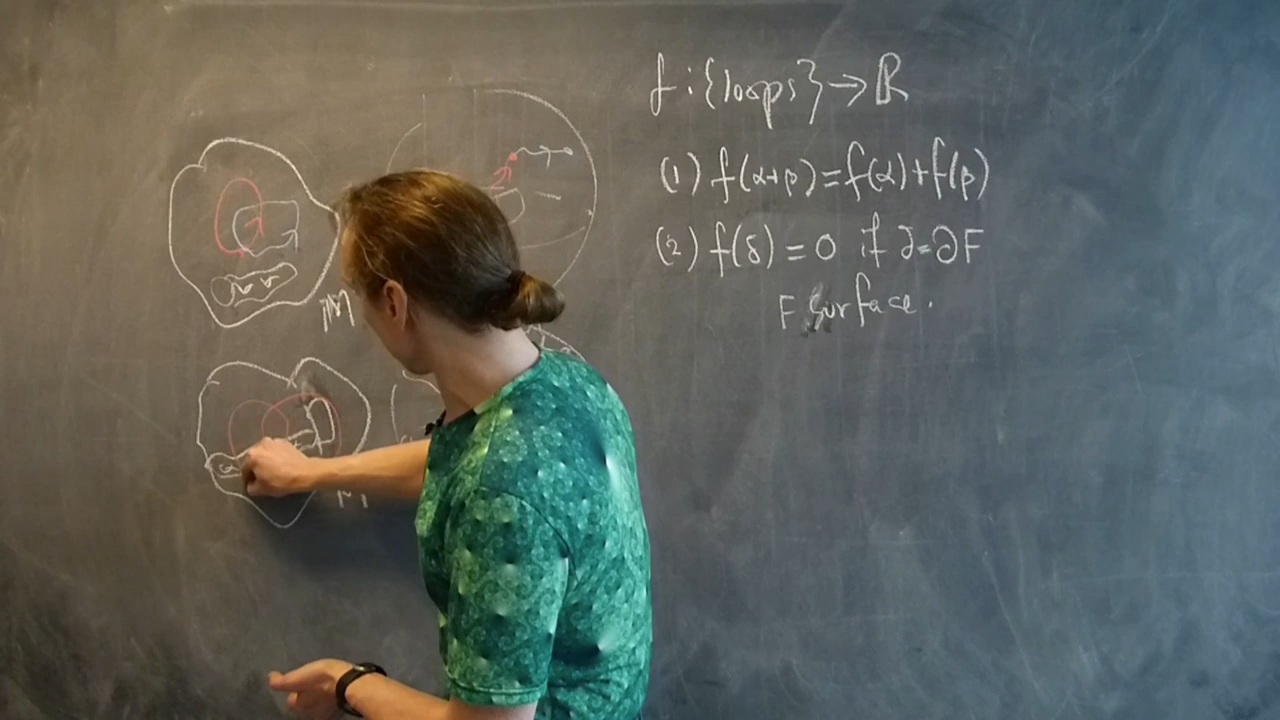 f : {loops} → ℝ
(1) f(α+β) = f(α) + f(β)
(2) f(δ) = 0 if ∂ = ∂F
F surface.
M
M